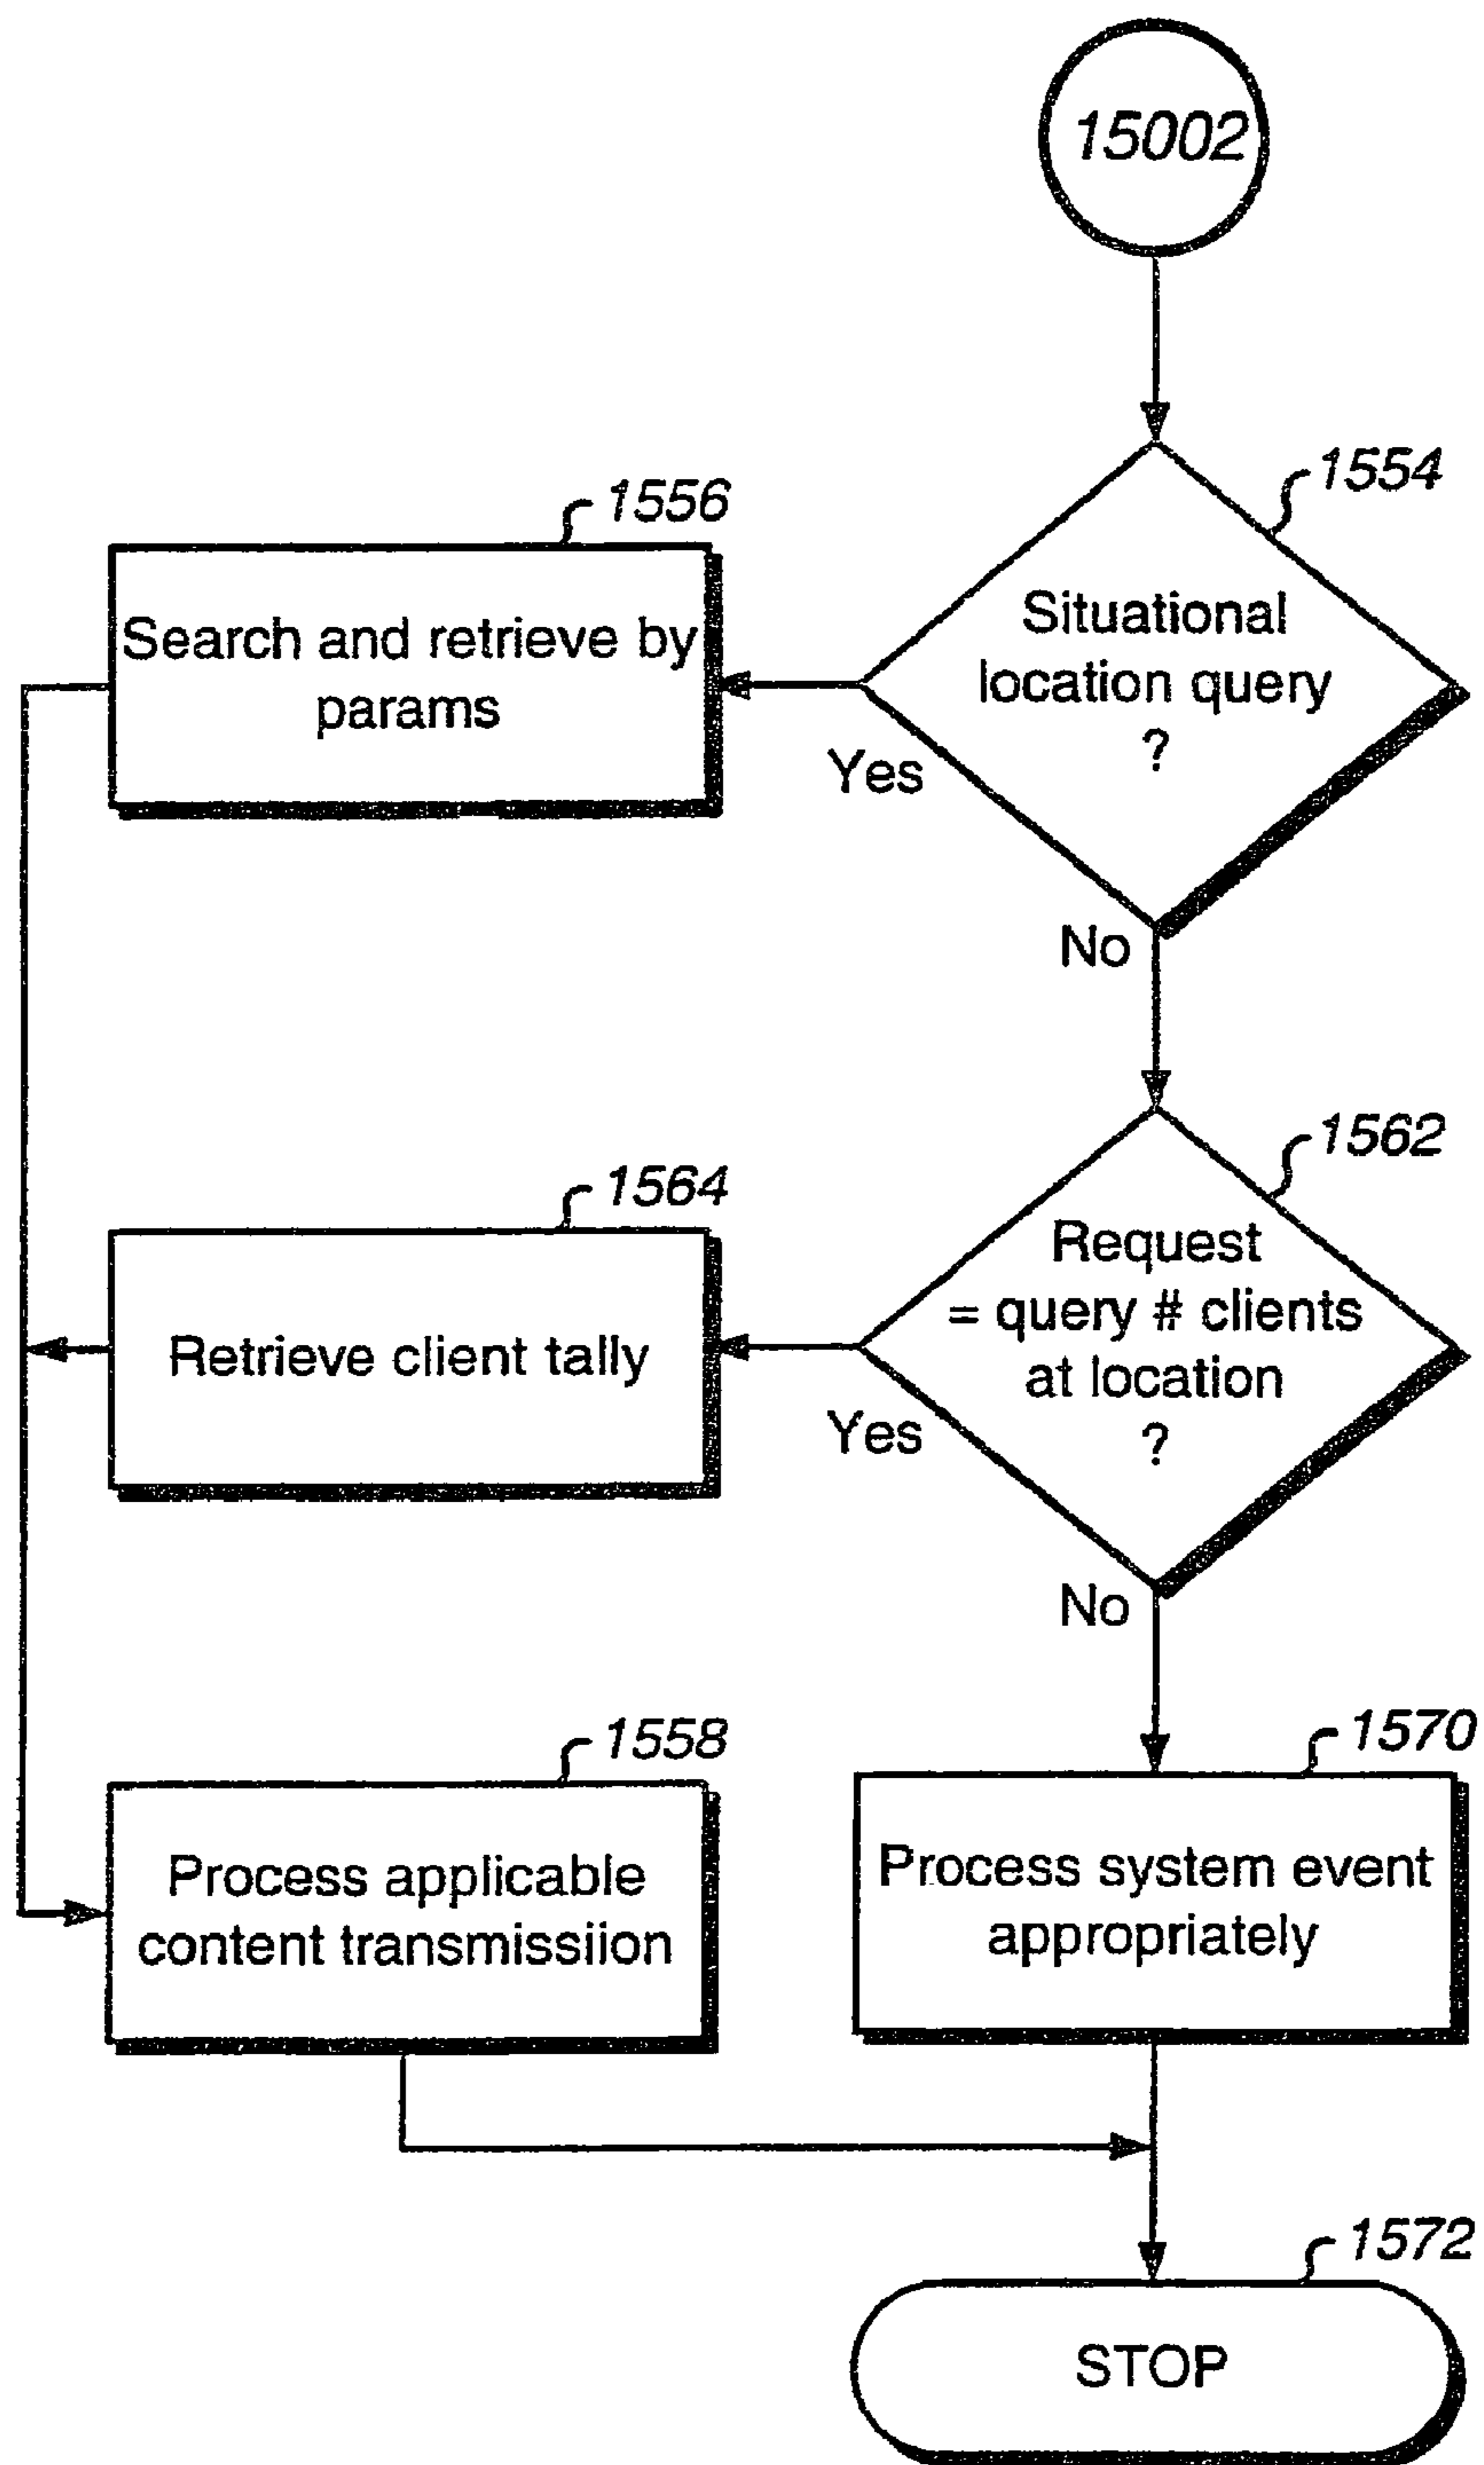 15002
1554
Situational
location query
?
Yes
No
1556
Search and retrieve by
params
1562
Request
= query # clients
at location
?
Yes
No
1564
Retrieve client tally
1558
Process applicable
content transmissiion
1570
Process system event
appropriately
1572
STOP